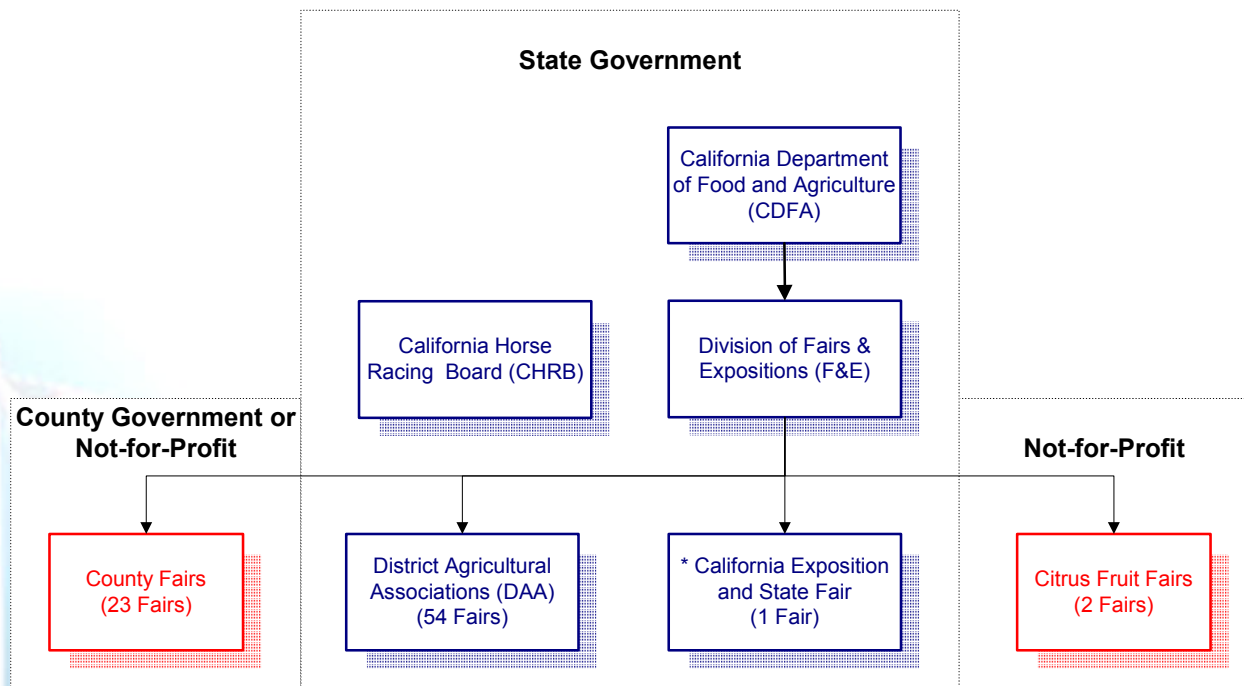 State Government
California Department
of Food and Agriculture
(CDFA)
California Horse
Racing Board (CHRB)
Division of Fairs &
Expositions (F&E)
County Government or
Not-for-Profit
Not-for-Profit
County Fairs
(23 Fairs)
District Agricultural
Associations (DAA)
(54 Fairs)
* California Exposition
and State Fair
(1 Fair)
Citrus Fruit Fairs
(2 Fairs)